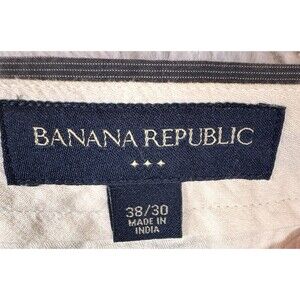 BANANA REPUBLIC
38/30
MADE IN
INDIA